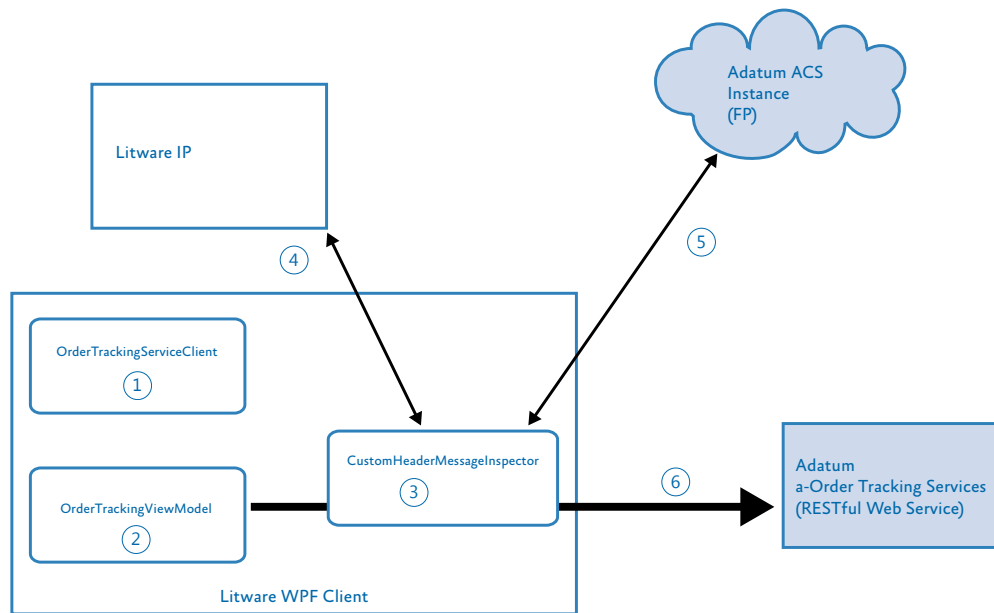 Adatum ACS
Instance
(FP)
Litware IP
4
5
OrderTrackingServiceClient
1
CustomHeaderMessageInspector
3
OrderTrackingViewModel
2
6
Adatum
a-Order Tracking Services
(RESTful Web Service)
Litware WPF Client